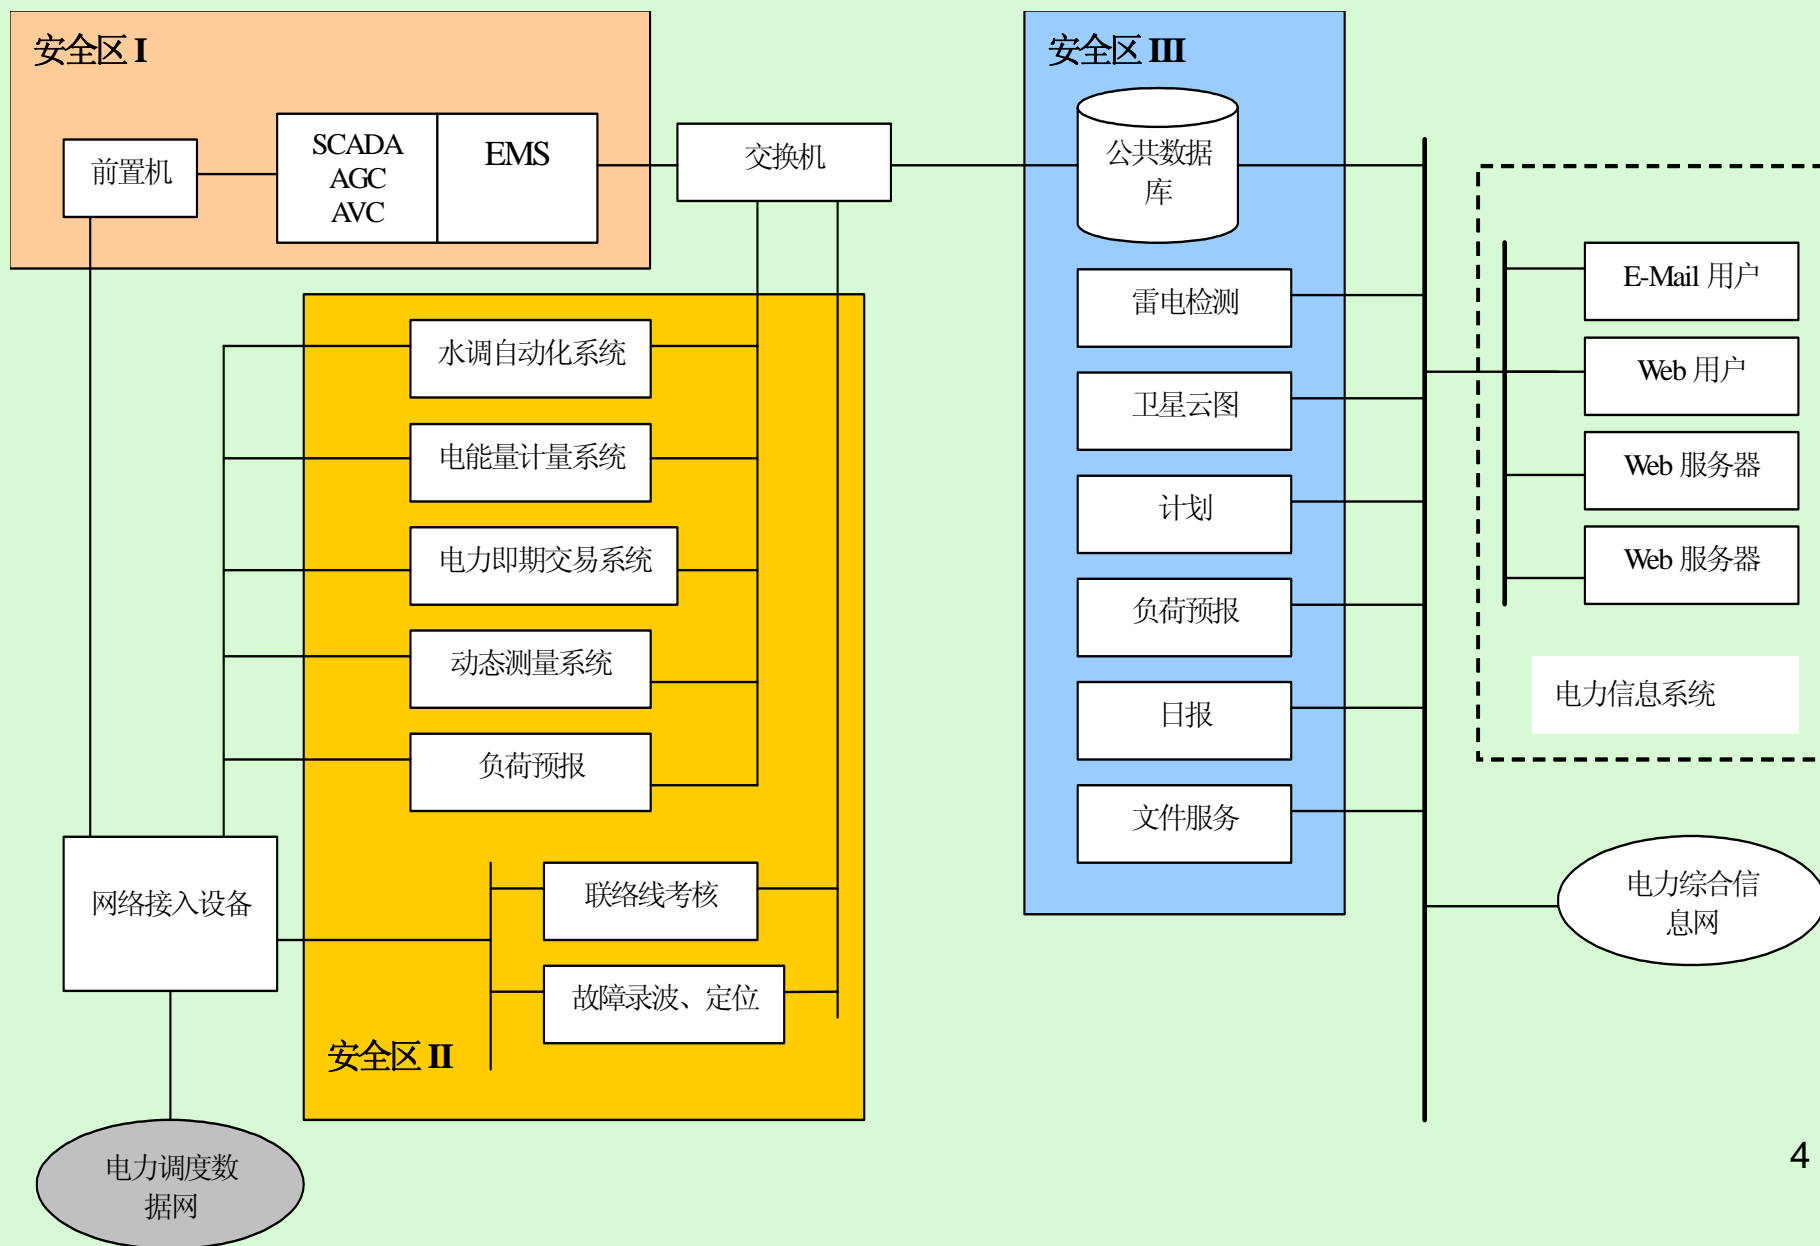 安全区 I
前置机
SCADA
AGC
AVC
EMS
交换机
安全区 III
公共数据
库
雷电检测
卫星云图
计划
负荷预报
日报
文件服务
E-Mail 用户
Web 用户
Web 服务器
Web 服务器
电力信息系统
电力综合信
息网
水调自动化系统
电能量计量系统
电力即期交易系统
动态测量系统
负荷预报
联络线考核
故障录波、定位
安全区 II
网络接入设备
电力调度数
据网
4